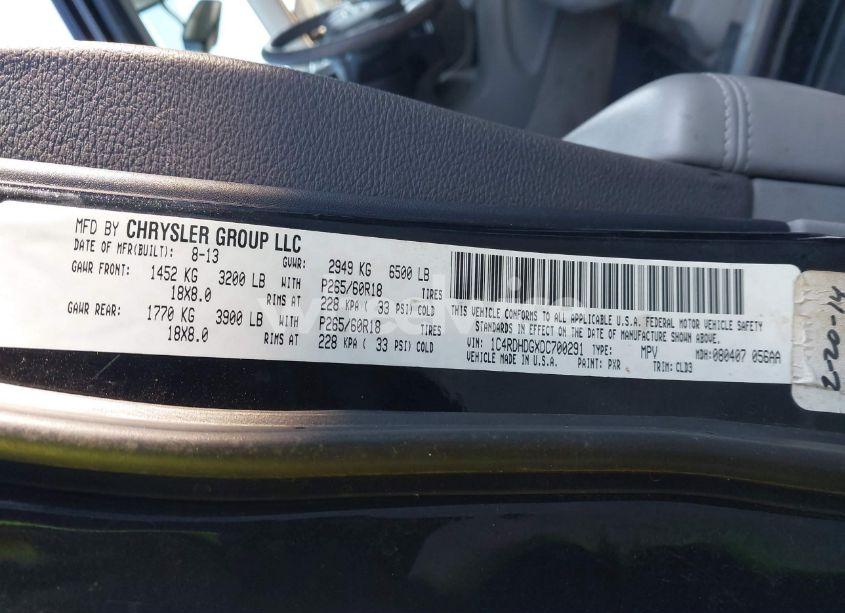 MFD BY CHRYSLER GROUP LLC
DATE OF MFR(BUILT): 8-13 GVWR: 2949 KG 6500 LB
GAWR FRONT: 1452 KG 3200 LB WITH P265/60R18 TIRES
18X8.0 RIMS AT 228 KPA ( 33 PSI) COLD
GAWR REAR: 1770 KG 3900 LB WITH P265/60R18 TIRES
18X8.0 RIMS AT 228 KPA ( 33 PSI) COLD
THIS VEHICLE CONFORMS TO ALL APPLICABLE U.S.A. FEDERAL MOTOR VEHICLE SAFETY
STANDARDS IN EFFECT ON THE DATE OF MANUFACTURE SHOWN ABOVE.
VIN: 1C4RDHDGXDC700291 TYPE: MPV MDH: 080407 056AA
VEHICLE MADE IN U.S.A. PAINT: PXR TRIM: CLD3
2-20-14